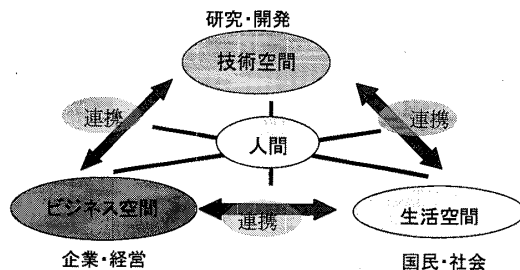 研究・開発
技術空間
連携
連携
人間
ビジネス空間
連携
生活空間
企業・経営
国民・社会